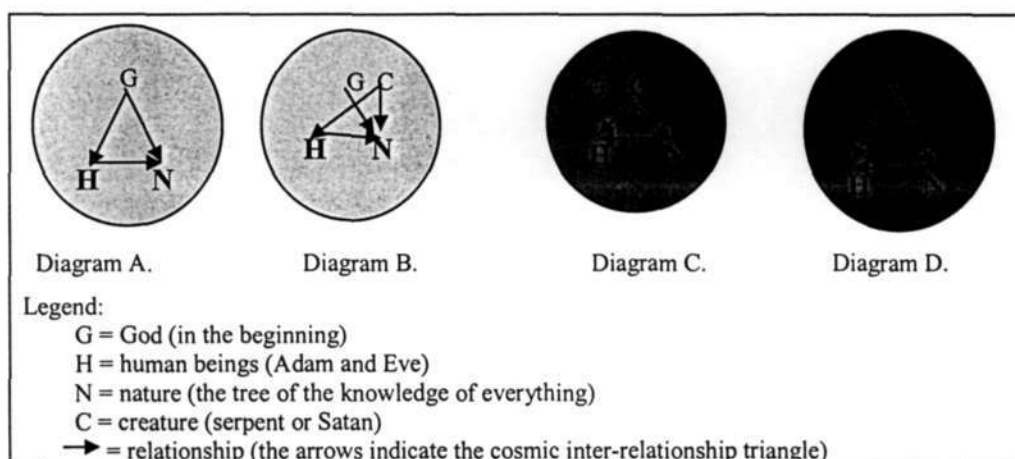 G
H N
G C
H N
Diagram A. Diagram B. Diagram C. Diagram D.
Legend:
G = God (in the beginning)
H = human beings (Adam and Eve)
N = nature (the tree of the knowledge of everything)
C = creature (serpent or Satan)
= relationship (the arrows indicate the cosmic inter-relationship triangle)